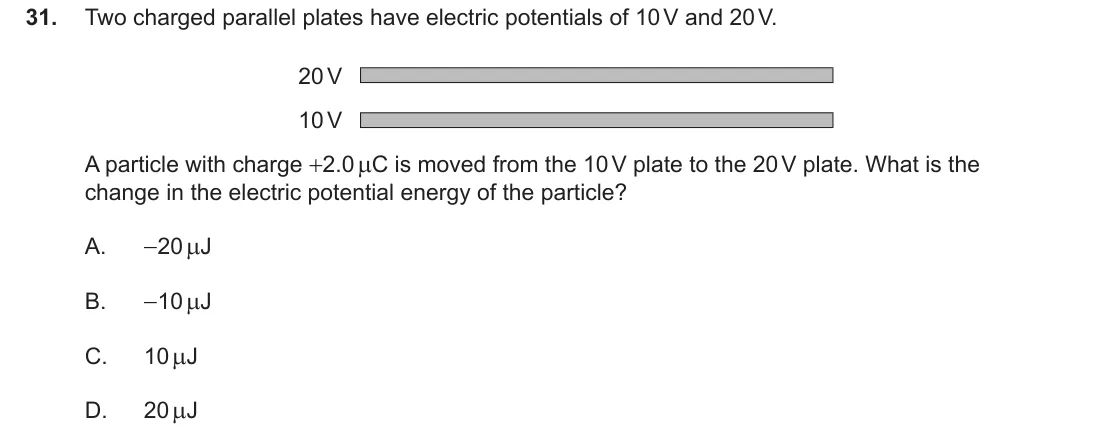 31. Two charged parallel plates have electric potentials of 10 V and 20 V.
20 V
10 V
A particle with charge +2.0 μC is moved from the 10 V plate to the 20 V plate. What is the
change in the electric potential energy of the particle?
A. −20 μJ
B. −10 μJ
C. 10 μJ
D. 20 μJ